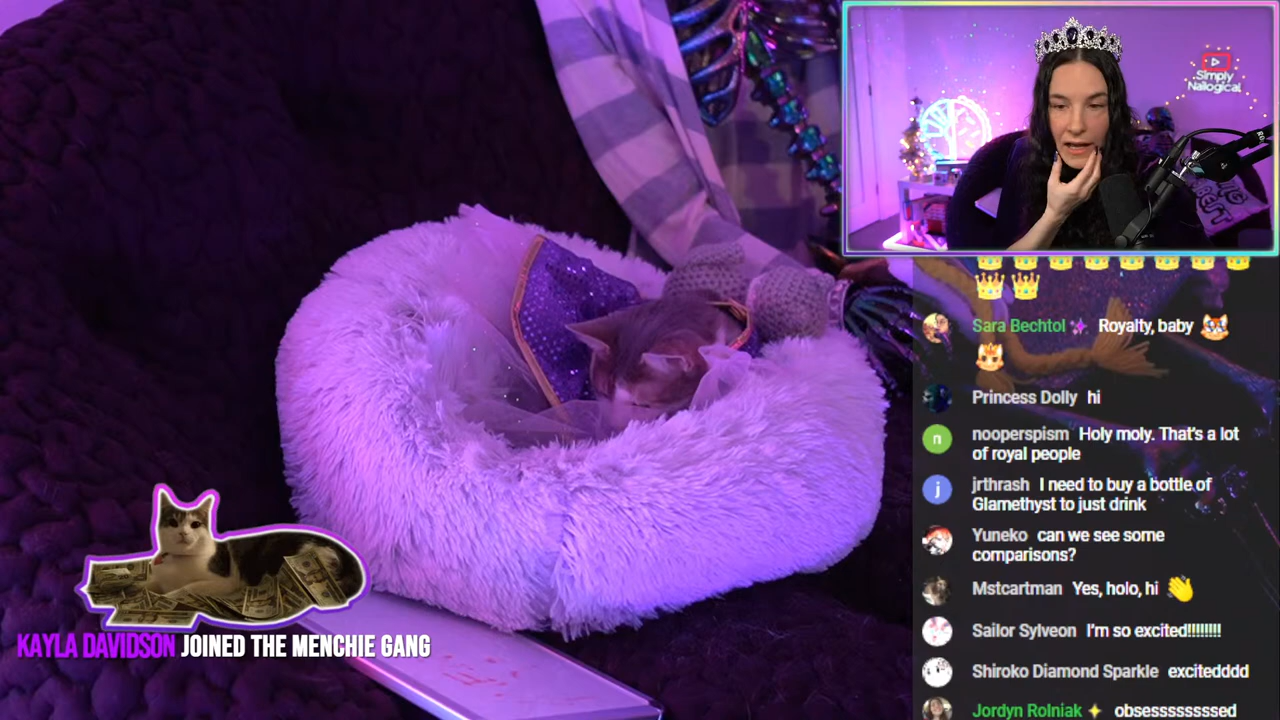 Simply
Nailogical
Sara Bechtol Royalty, baby
Princess Dolly hi
n nooperspism Holy moly. That's a lot
of royal people
j jrthrash I need to buy a bottle of
Glamethyst to just drink
Yuneko can we see some
comparisons?
Mstcartman Yes, holo, hi
Sailor Sylveon I'm so excited!!!!!!!!
Shiroko Diamond Sparkle excitedddd
Jordyn Rolniak obsessssssssed
KAYLA DAVIDSON JOINED THE MENCHIE GANG